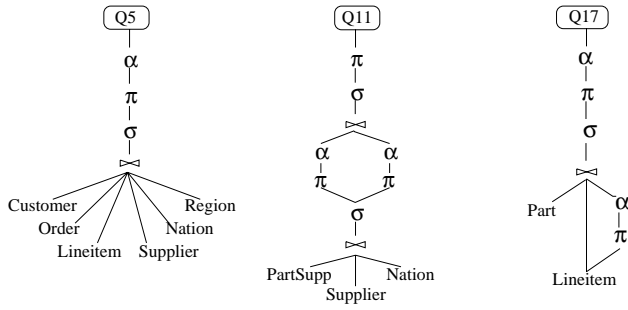 Q5
α
π
σ
⋈
Customer
Order
Lineitem
Supplier
Nation
Region
Q11
π
σ
⋈
α α
π π
σ
⋈
PartSupp
Supplier
Nation
Q17
α
π
σ
⋈
Part
α
π
Lineitem